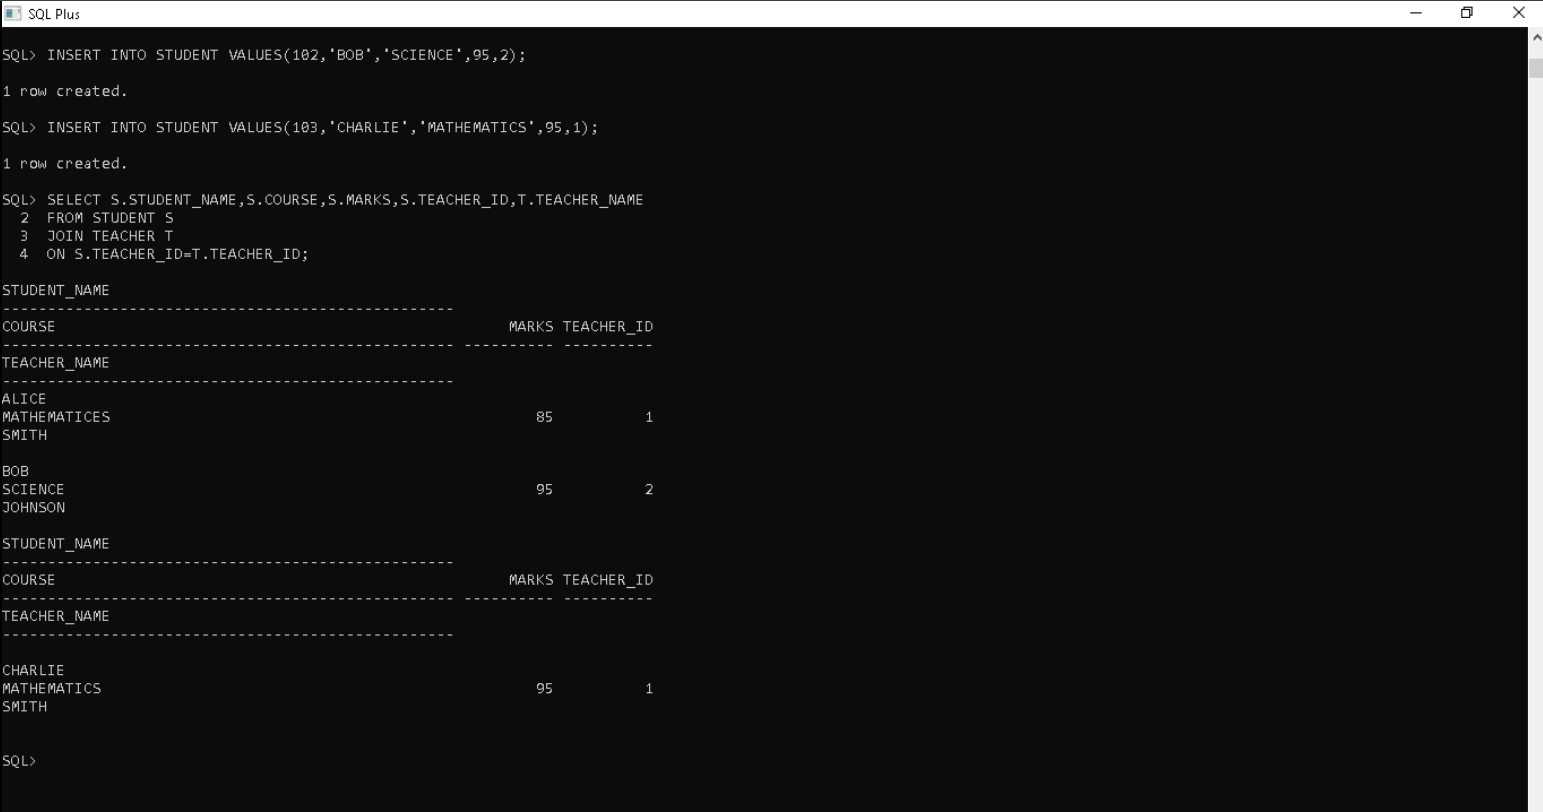 SQL Plus
SQL> INSERT INTO STUDENT VALUES(102,'BOB','SCIENCE',95,2);
1 row created.
SQL> INSERT INTO STUDENT VALUES(103,'CHARLIE','MATHEMATICS',95,1);
1 row created.
SQL> SELECT S.STUDENT_NAME,S.COURSE,S.MARKS,S.TEACHER_ID,T.TEACHER_NAME
2 FROM STUDENT S
3 JOIN TEACHER T
4 ON S.TEACHER_ID=T.TEACHER_ID;
STUDENT_NAME
--------------------------------------------------
COURSE MARKS TEACHER_ID
-------------------------------------------------- ---------- ----------
TEACHER_NAME
--------------------------------------------------
ALICE
MATHEMATICES 85 1
SMITH
BOB
SCIENCE 95 2
JOHNSON
STUDENT_NAME
--------------------------------------------------
COURSE MARKS TEACHER_ID
-------------------------------------------------- ---------- ----------
TEACHER_NAME
--------------------------------------------------
CHARLIE
MATHEMATICS 95 1
SMITH
SQL>